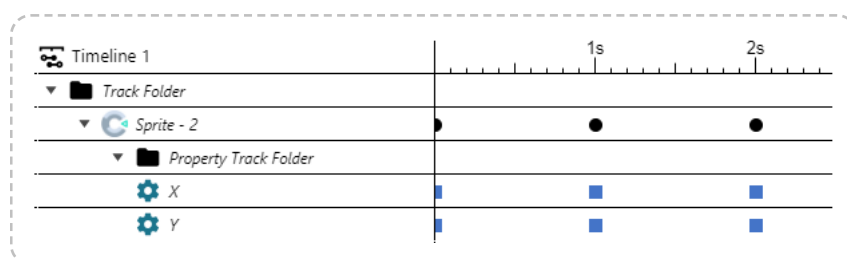 Timeline 1 1s 2s
Track Folder
Sprite - 2
Property Track Folder
X
Y